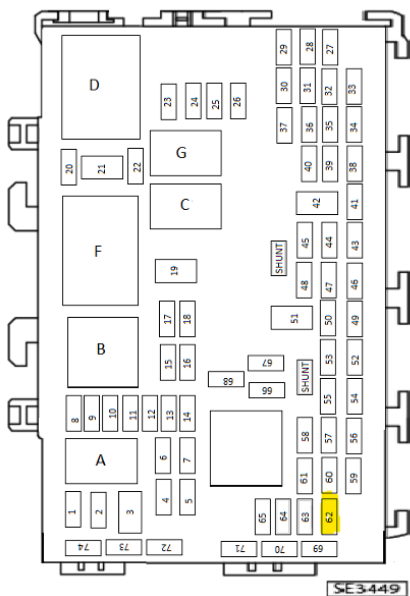 29 28 27
D
30 31 32 33
23 24 25 26
37 36 35 34
G
40 39 38
20 21 22
C
42 41
F
45 44 43
SHUNT
19
48 47 46
17 18
51 50 49
B
15 16
67
53 52
68
SHUNT
66
55 54
8 9 10 11 12 13 14
58 57 56
A
6 7
61 60 59
4 5
1 2 3
65 64 63 62
74 73 72 71 70 69
SE3449